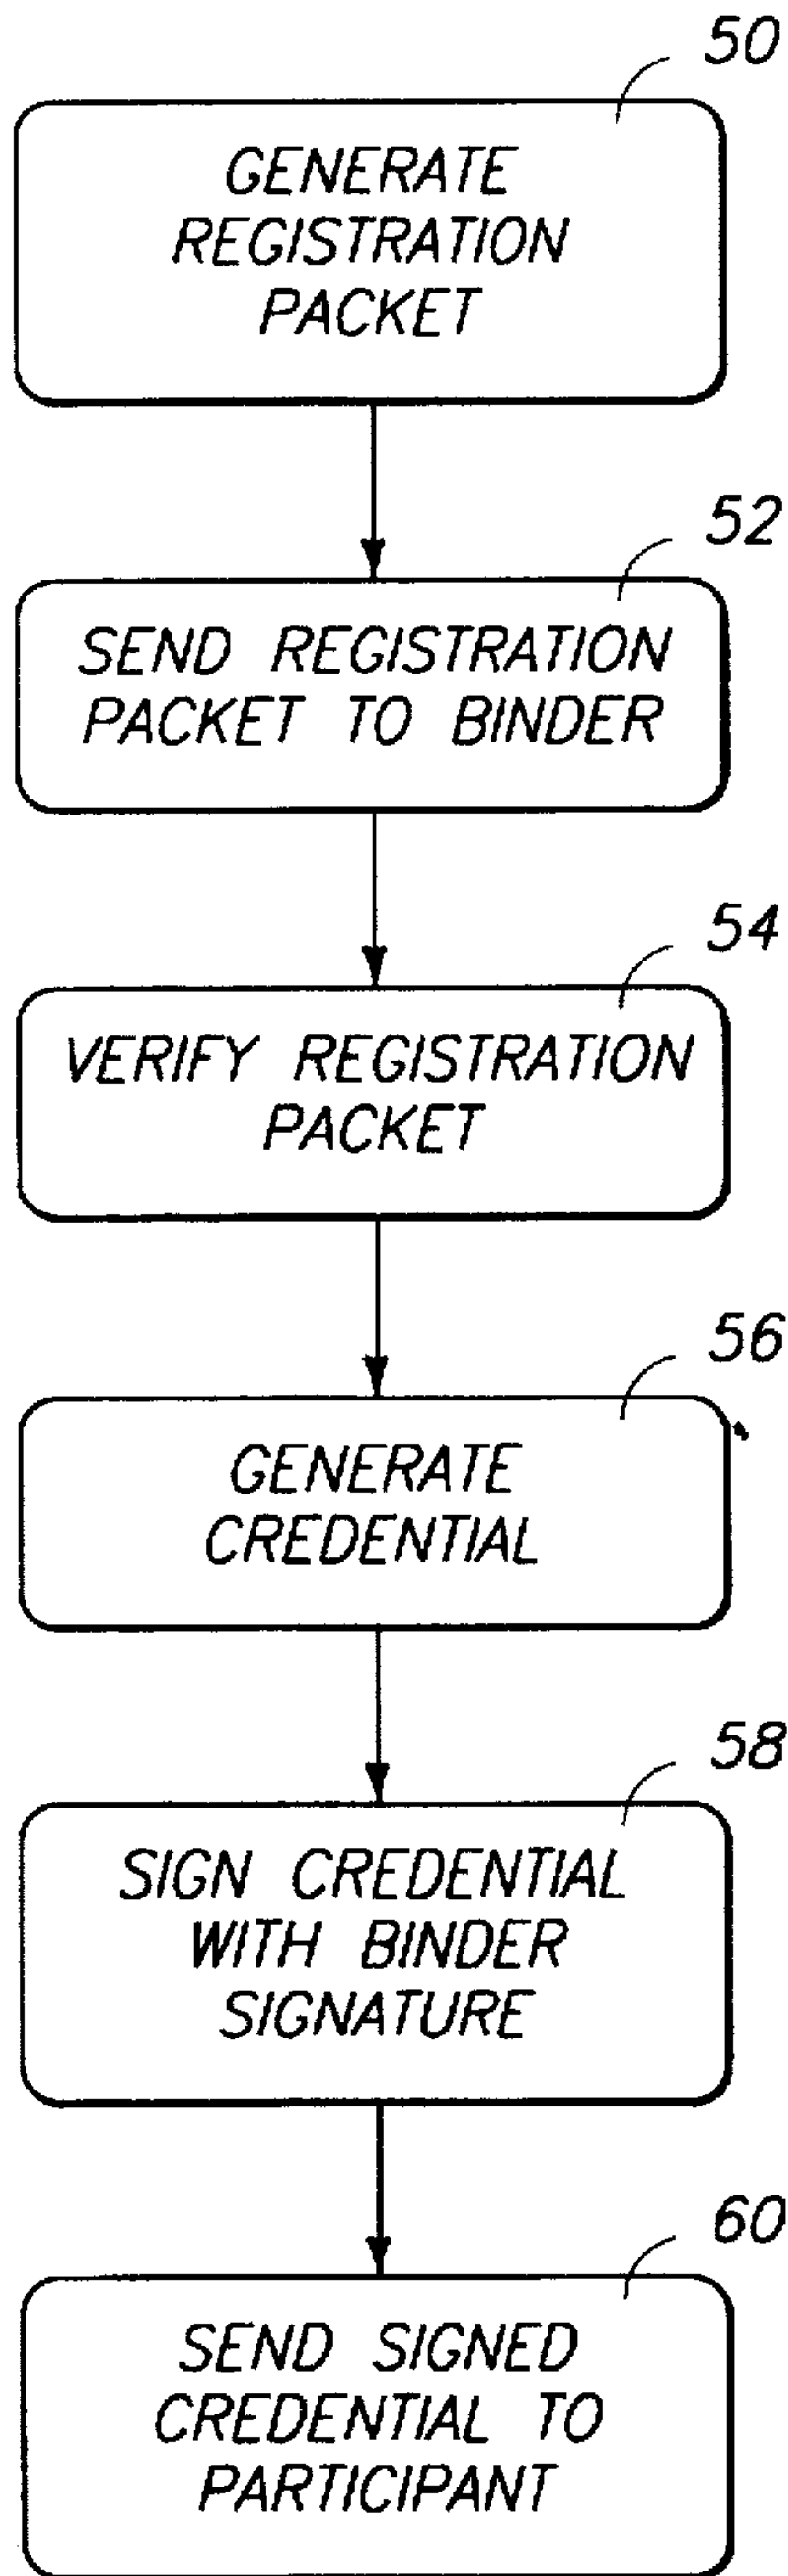 50
GENERATE
REGISTRATION
PACKET
52
SEND REGISTRATION
PACKET TO BINDER
54
VERIFY REGISTRATION
PACKET
56
GENERATE
CREDENTIAL
58
SIGN CREDENTIAL
WITH BINDER
SIGNATURE
60
SEND SIGNED
CREDENTIAL TO
PARTICIPANT